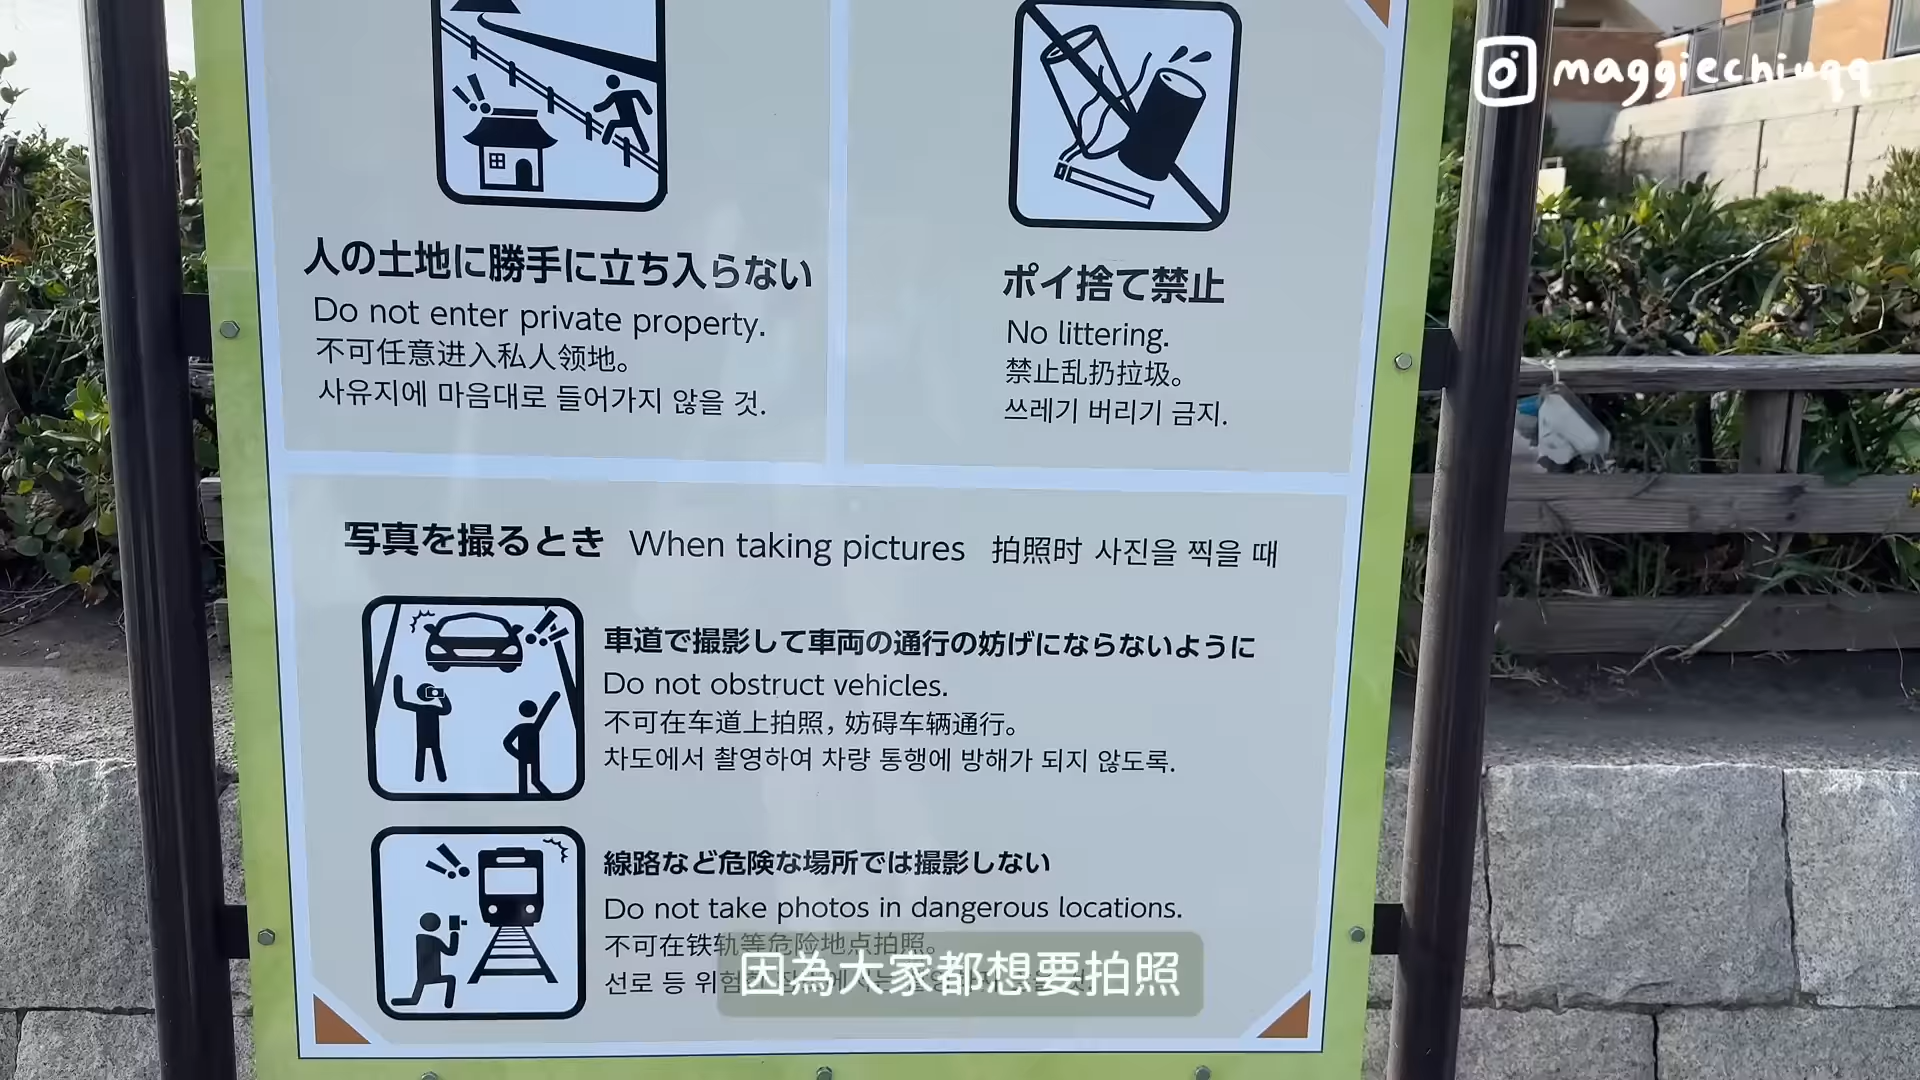 maggiechiuqq
人の土地に勝手に立ち入らない
Do not enter private property.
不可任意进入私人领地。
사유지에 마음대로 들어가지 않을 것.
ポイ捨て禁止
No littering.
禁止乱扔垃圾。
쓰레기 버리기 금지.
写真を撮るとき When taking pictures 拍照时 사진을 찍을 때
車道で撮影して車両の通行の妨げにならないように
Do not obstruct vehicles.
不可在车道上拍照，妨碍车辆通行。
차도에서 촬영하여 차량 통행에 방해가 되지 않도록.
線路など危険な場所では撮影しない
Do not take photos in dangerous locations.
不可在铁轨等危险地点拍照。
선로 등 위험
因為大家都想要拍照